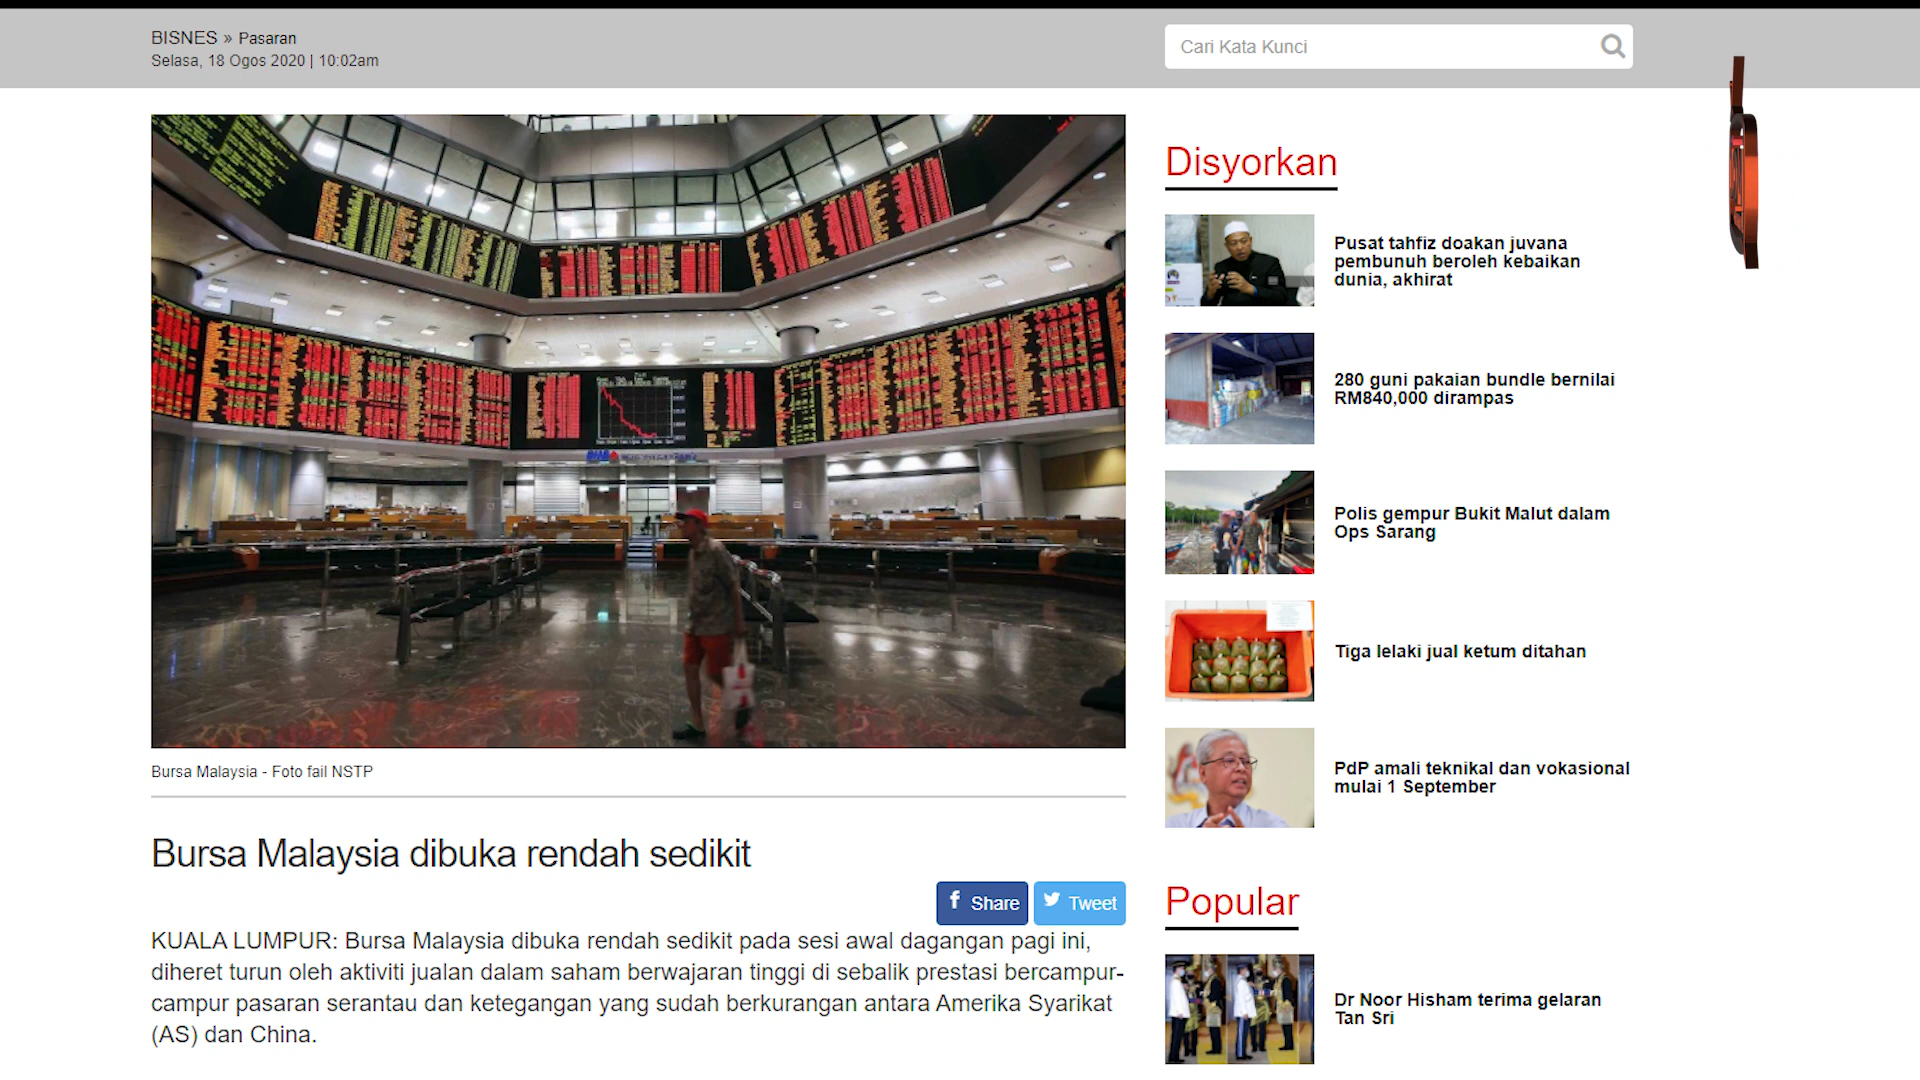 BISNES » Pasaran
Selasa, 18 Ogos 2020 | 10:02am
Cari Kata Kunci
Bursa Malaysia - Foto fail NSTP
Bursa Malaysia dibuka rendah sedikit
Share
Tweet
KUALA LUMPUR: Bursa Malaysia dibuka rendah sedikit pada sesi awal dagangan pagi ini,
diheret turun oleh aktiviti jualan dalam saham berwajaran tinggi di sebalik prestasi bercampur-
campur pasaran serantau dan ketegangan yang sudah berkurangan antara Amerika Syarikat
(AS) dan China.
Disyorkan
Pusat tahfiz doakan juvana
pembunuh beroleh kebaikan
dunia, akhirat
280 guni pakaian bundle bernilai
RM840,000 dirampas
Polis gempur Bukit Malut dalam
Ops Sarang
Tiga lelaki jual ketum ditahan
PdP amali teknikal dan vokasional
mulai 1 September
Popular
Dr Noor Hisham terima gelaran
Tan Sri